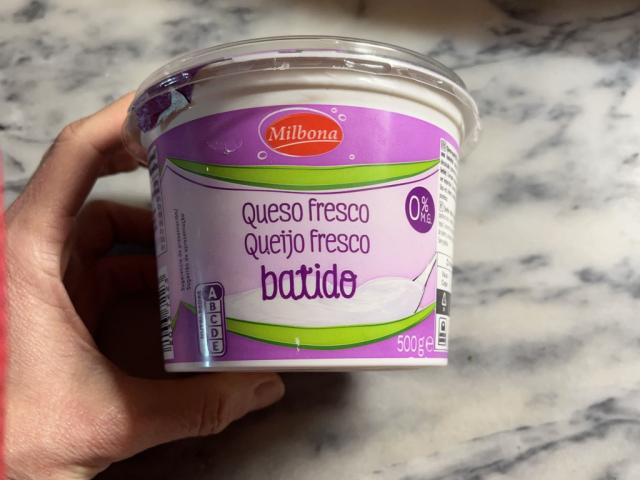 Milbona
Queso fresco
Queijo fresco
batido
0%
M.G.
A
B
C
D
E
500g e